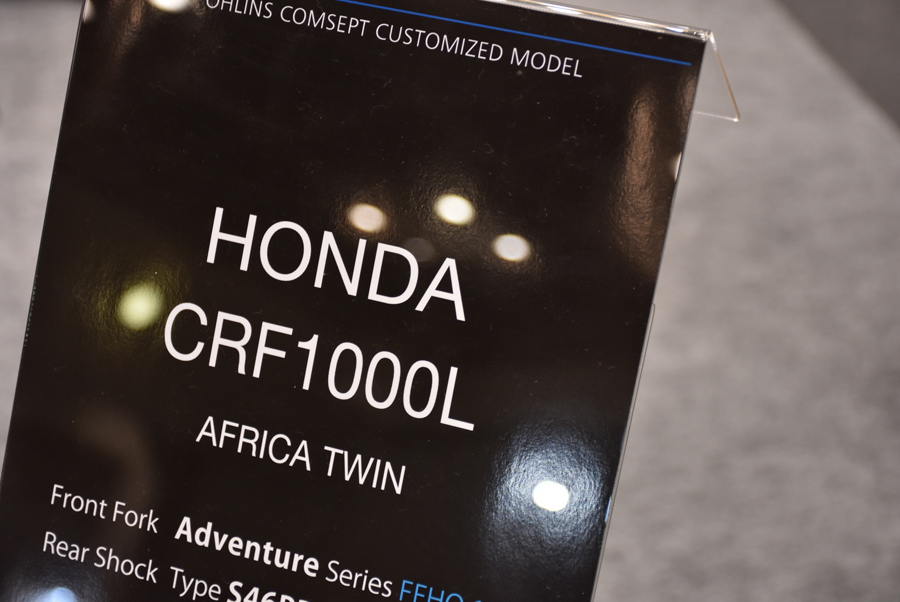 OHLINS COMSEPT CUSTOMIZED MODEL
HONDA
CRF1000L
AFRICA TWIN
Front Fork Adventure Series
Rear Shock Type